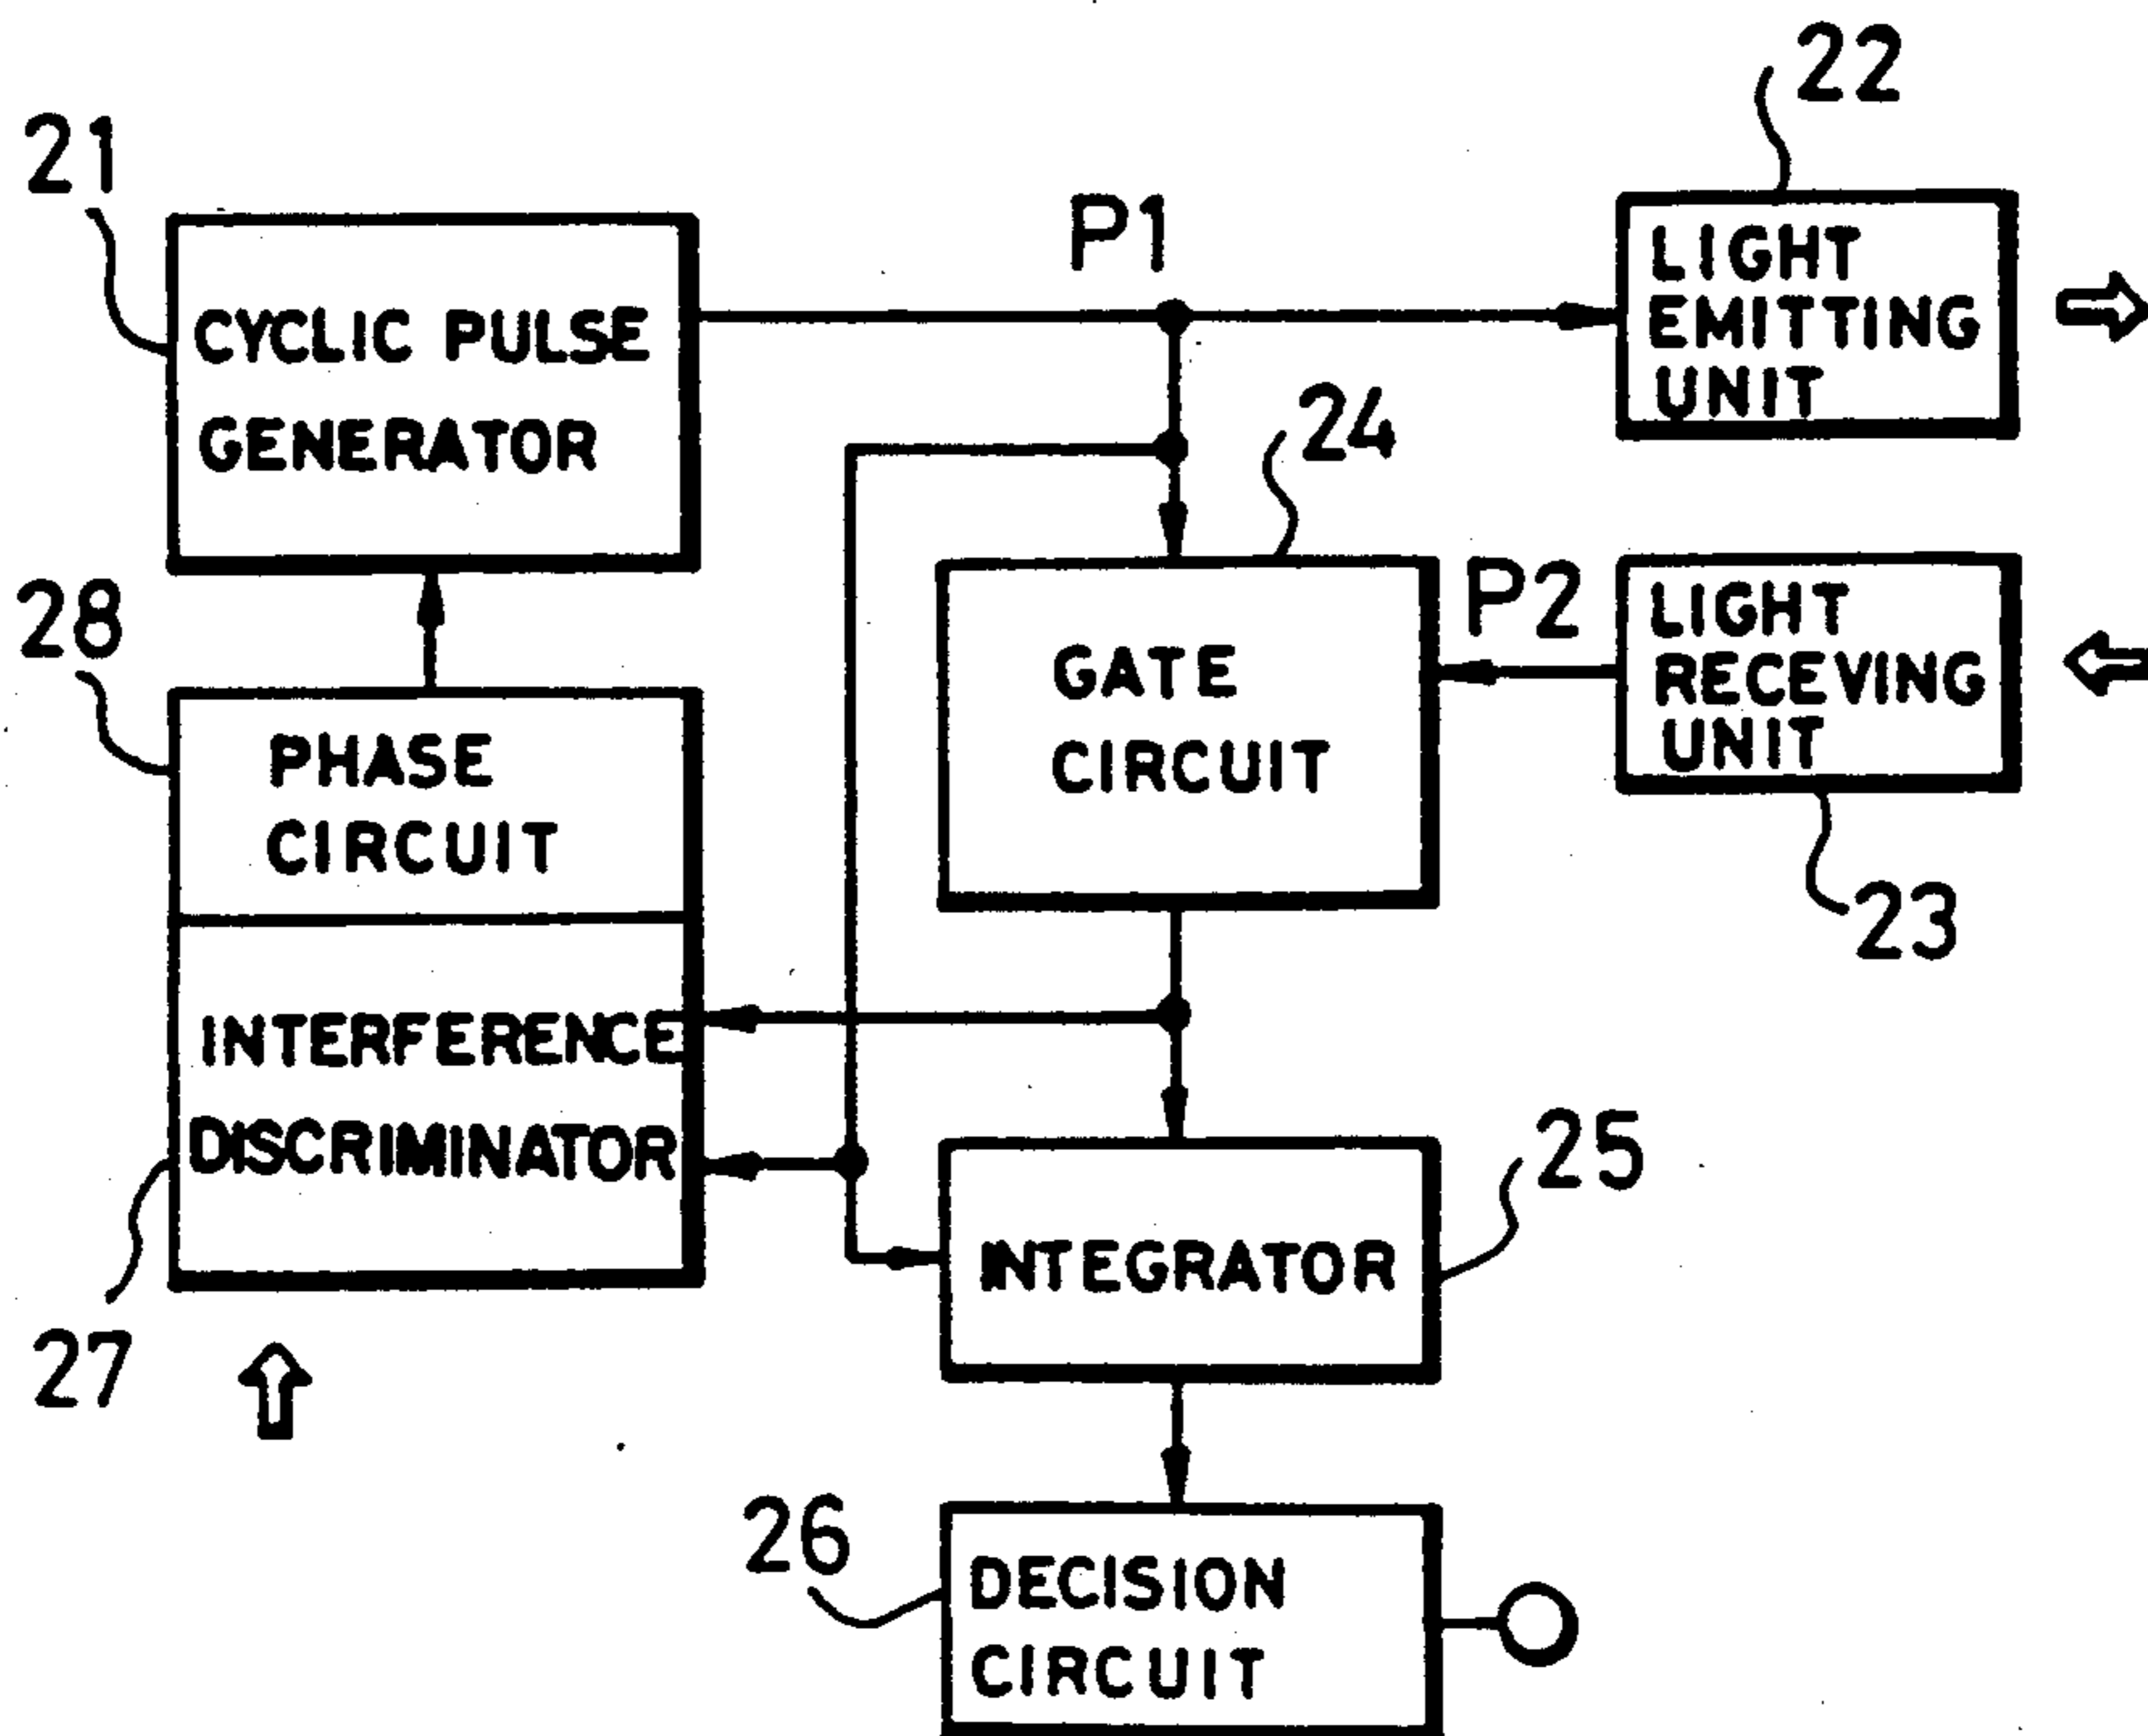 22
21
P1
LIGHT
EMITTING
UNIT
CYCLIC PULSE
GENERATOR
24
28
P2
LIGHT
RECEVING
UNIT
GATE
CIRCUIT
PHASE
CIRCUIT
23
INTERFERENCE
DISCRIMINATOR
25
INTEGRATOR
27
26
DECISION
CIRCUIT